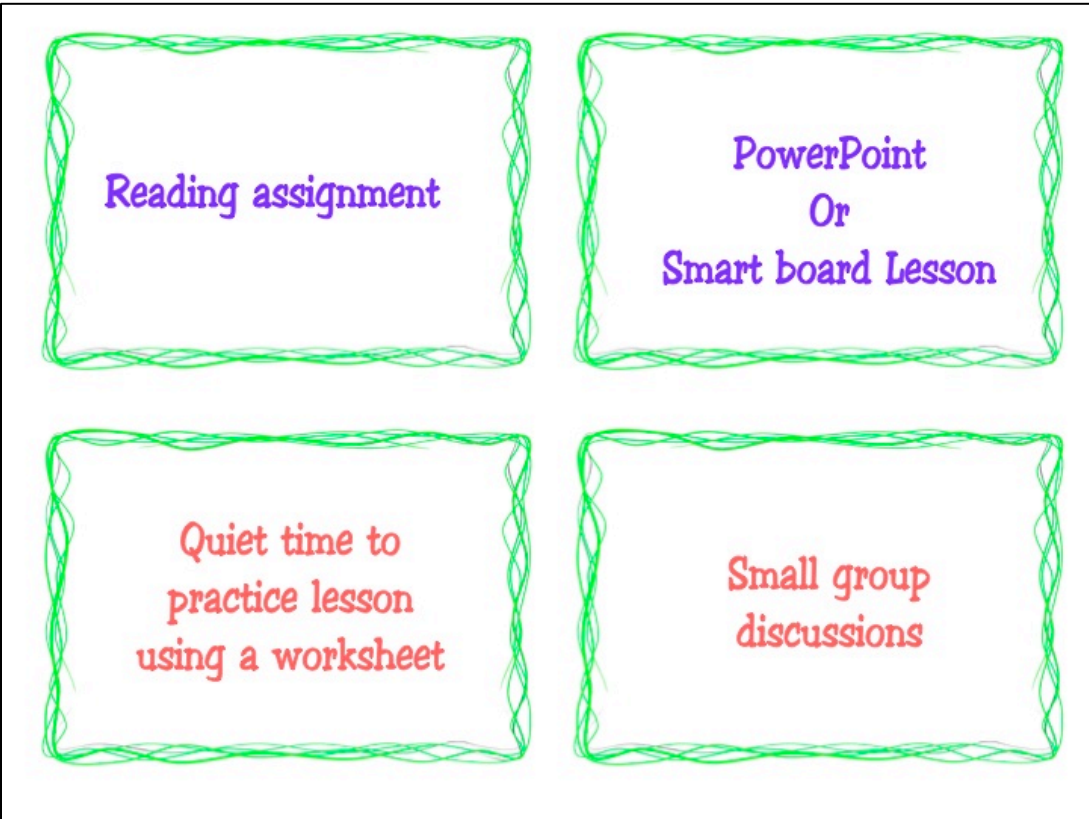 Reading assignment
PowerPoint
Or
Smart board Lesson
Quiet time to
practice lesson
using a worksheet
Small group
discussions